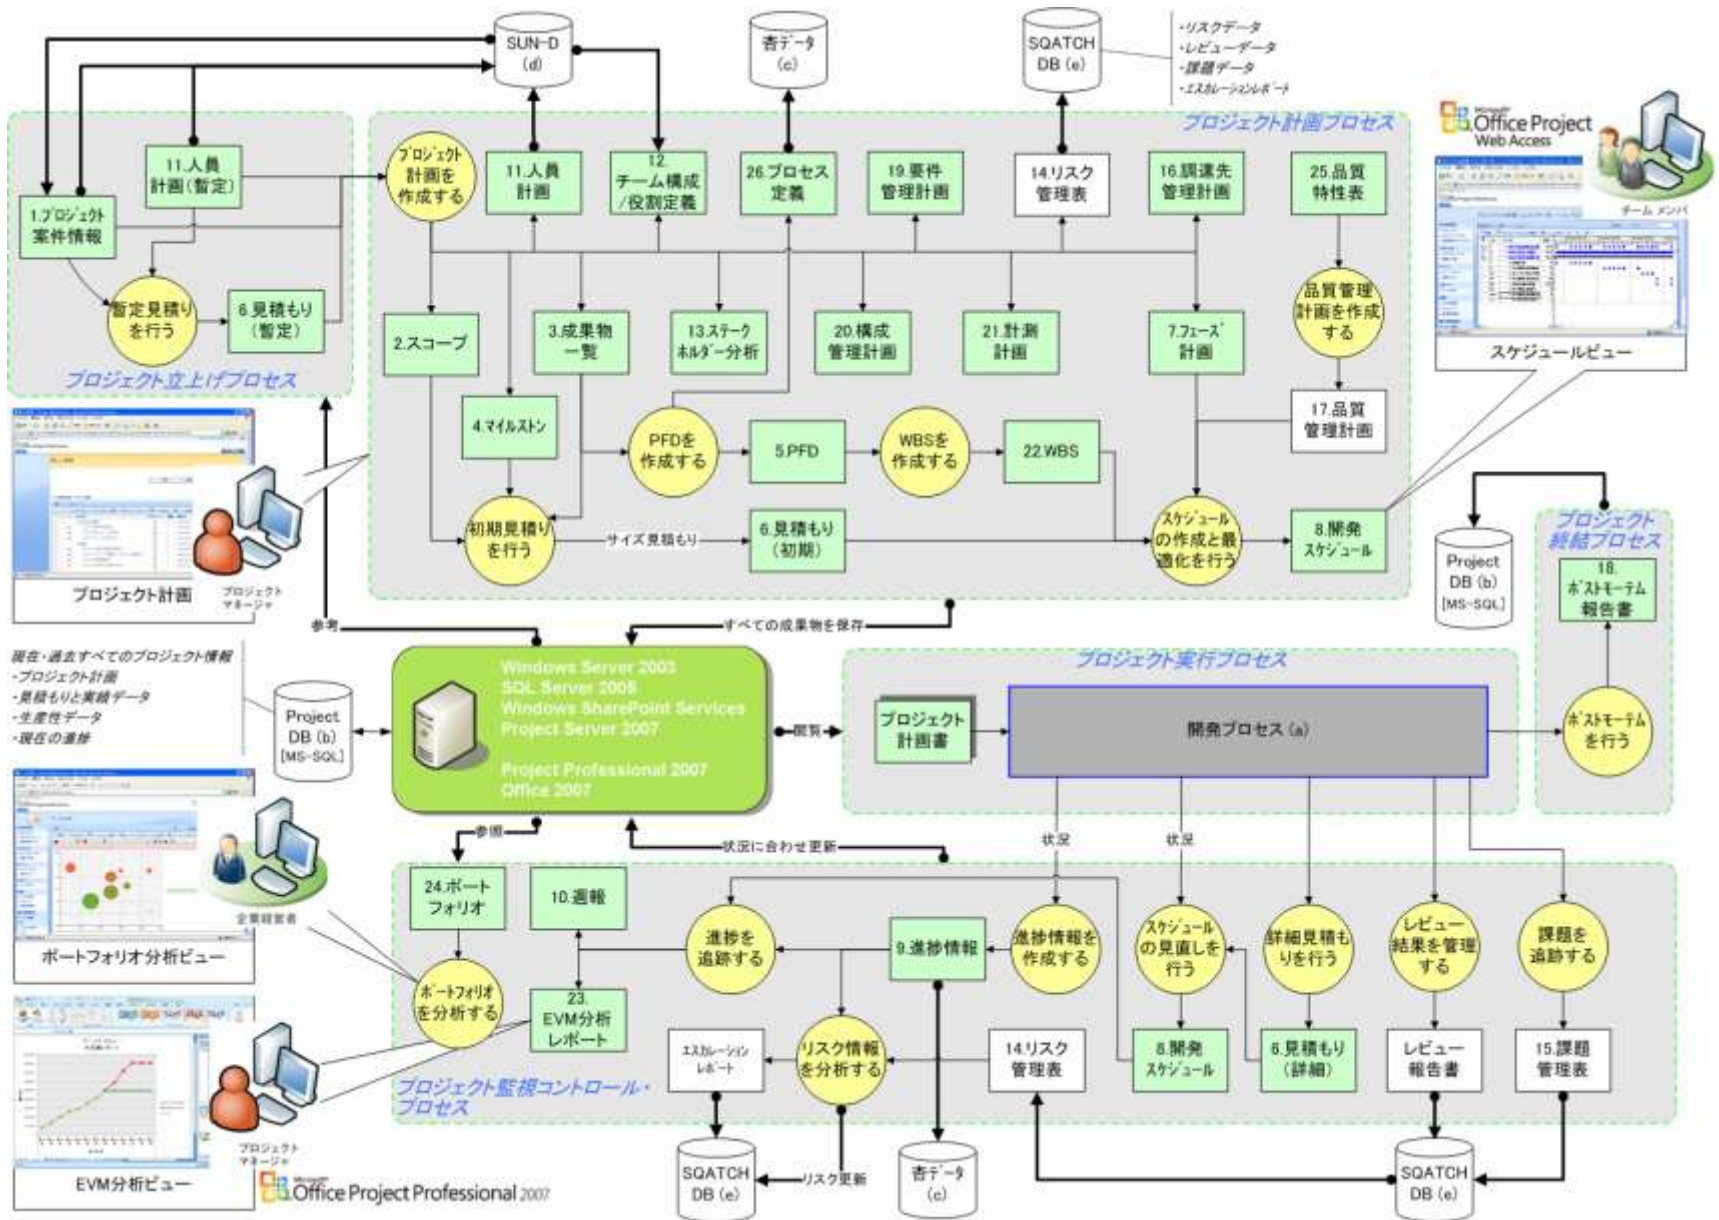 SUN-D
(d)
杏データ
(c)
SQATCH
DB (e)
・リスクデータ
・レビューデータ
・課題データ
・エスカレーションレポート
Microsoft
Office Project
Web Access
チーム メンバ
スケジュールビュー
プロジェクト計画プロセス
11.人員
計画(暫定)
1.プロジェクト
案件情報
暫定見積り
を行う
6.見積もり
(暫定)
プロジェクト立上げプロセス
プロジェクト
計画を
作成する
11.人員
計画
12.
チーム構成
/役割定義
26.プロセス
定義
19.要件
管理計画
14.リスク
管理表
16.調達先
管理計画
25.品質
特性表
2.スコープ
3.成果物
一覧
13.ステーク
ホルダー分析
20.構成
管理計画
21.計測
計画
7.フェーズ
計画
品質管理
計画を作成
する
4.マイルストン
PFDを
作成する
5.PFD
WBSを
作成する
22.WBS
17.品質
管理計画
初期見積り
を行う
サイズ見積もり
6.見積もり
(初期)
スケジュール
の作成と最
適化を行う
8.開発
スケジュール
プロジェクト計画
プロジェクト
マネージャ
プロジェクト
終結プロセス
Project
DB (b)
[MS-SQL]
18.
ポストモーテム
報告書
ポストモーテム
を行う
参考
すべての成果物を保存
現在・過去すべてのプロジェクト情報
・プロジェクト計画
・見積もりと実績データ
・生産性データ
・現在の進捗
Project
DB (b)
[MS-SQL]
Windows Server 2003
SQL Server 2005
Windows SharePoint Services
Project Server 2007
Project Professional 2007
Office 2007
閲覧
プロジェクト実行プロセス
プロジェクト
計画書
開発プロセス (a)
参照
状況に合わせ更新
状況
状況
企業経営者
ポートフォリオ分析ビュー
24.ポート
フォリオ
10.週報
進捗を
追跡する
9.進捗情報
進捗情報を
作成する
スケジュール
の見直しを
行う
詳細見積も
りを行う
レビュー
結果を管理
する
課題を
追跡する
ポートフォリオ
を分析する
23.
EVM分析
レポート
エスカレーション
レポート
リスク情報
を分析する
14.リスク
管理表
8.開発
スケジュール
6.見積もり
(詳細)
レビュー
報告書
15.課題
管理表
プロジェクト監視コントロール・
プロセス
プロジェクト
マネージャ
EVM分析ビュー
Microsoft
Office Project Professional 2007
SQATCH
DB (e)
リスク更新
杏データ
(c)
SQATCH
DB (e)